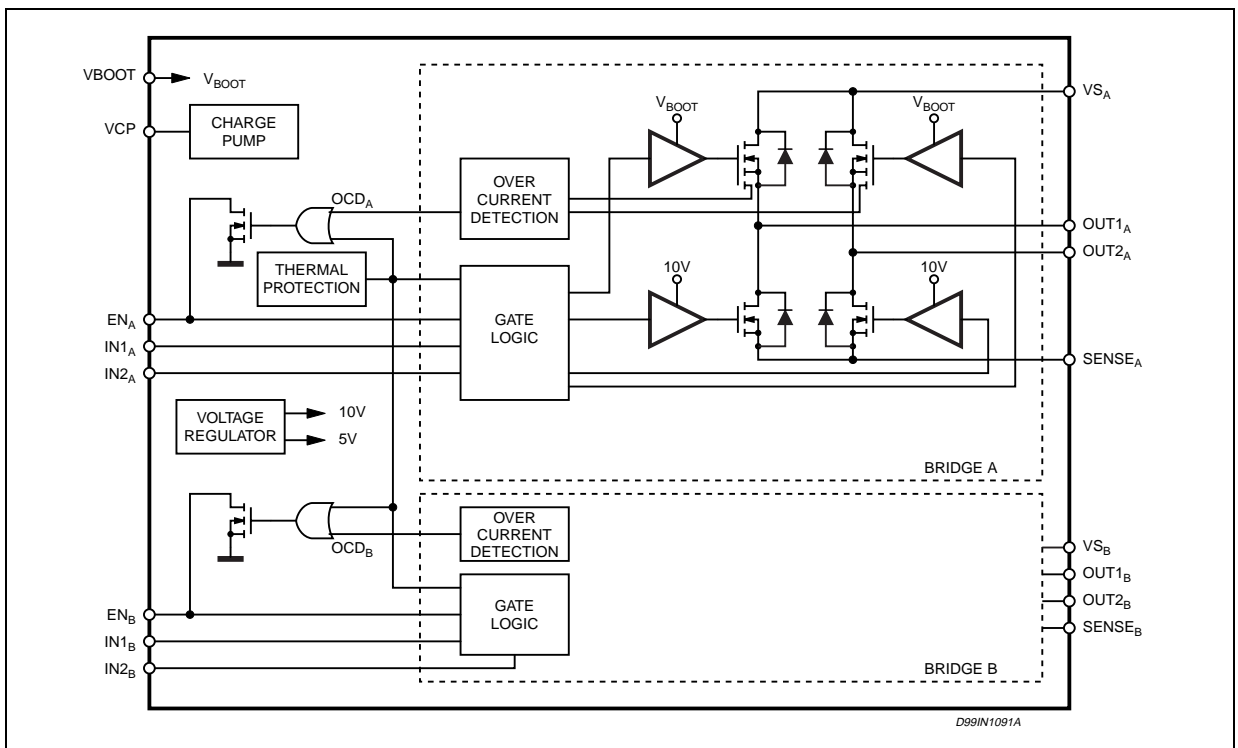 VBOOT
VBOOT
VCP
CHARGE
PUMP
VBOOT
VBOOT
VSA
OCDA
OVER
CURRENT
DETECTION
OUT1A
OUT2A
THERMAL
PROTECTION
10V
10V
ENA
IN1A
IN2A
GATE
LOGIC
SENSEA
VOLTAGE
REGULATOR
10V
5V
BRIDGE A
OCDB
OVER
CURRENT
DETECTION
VSB
OUT1B
OUT2B
SENSEB
ENB
IN1B
IN2B
GATE
LOGIC
BRIDGE B
D99IN1091A